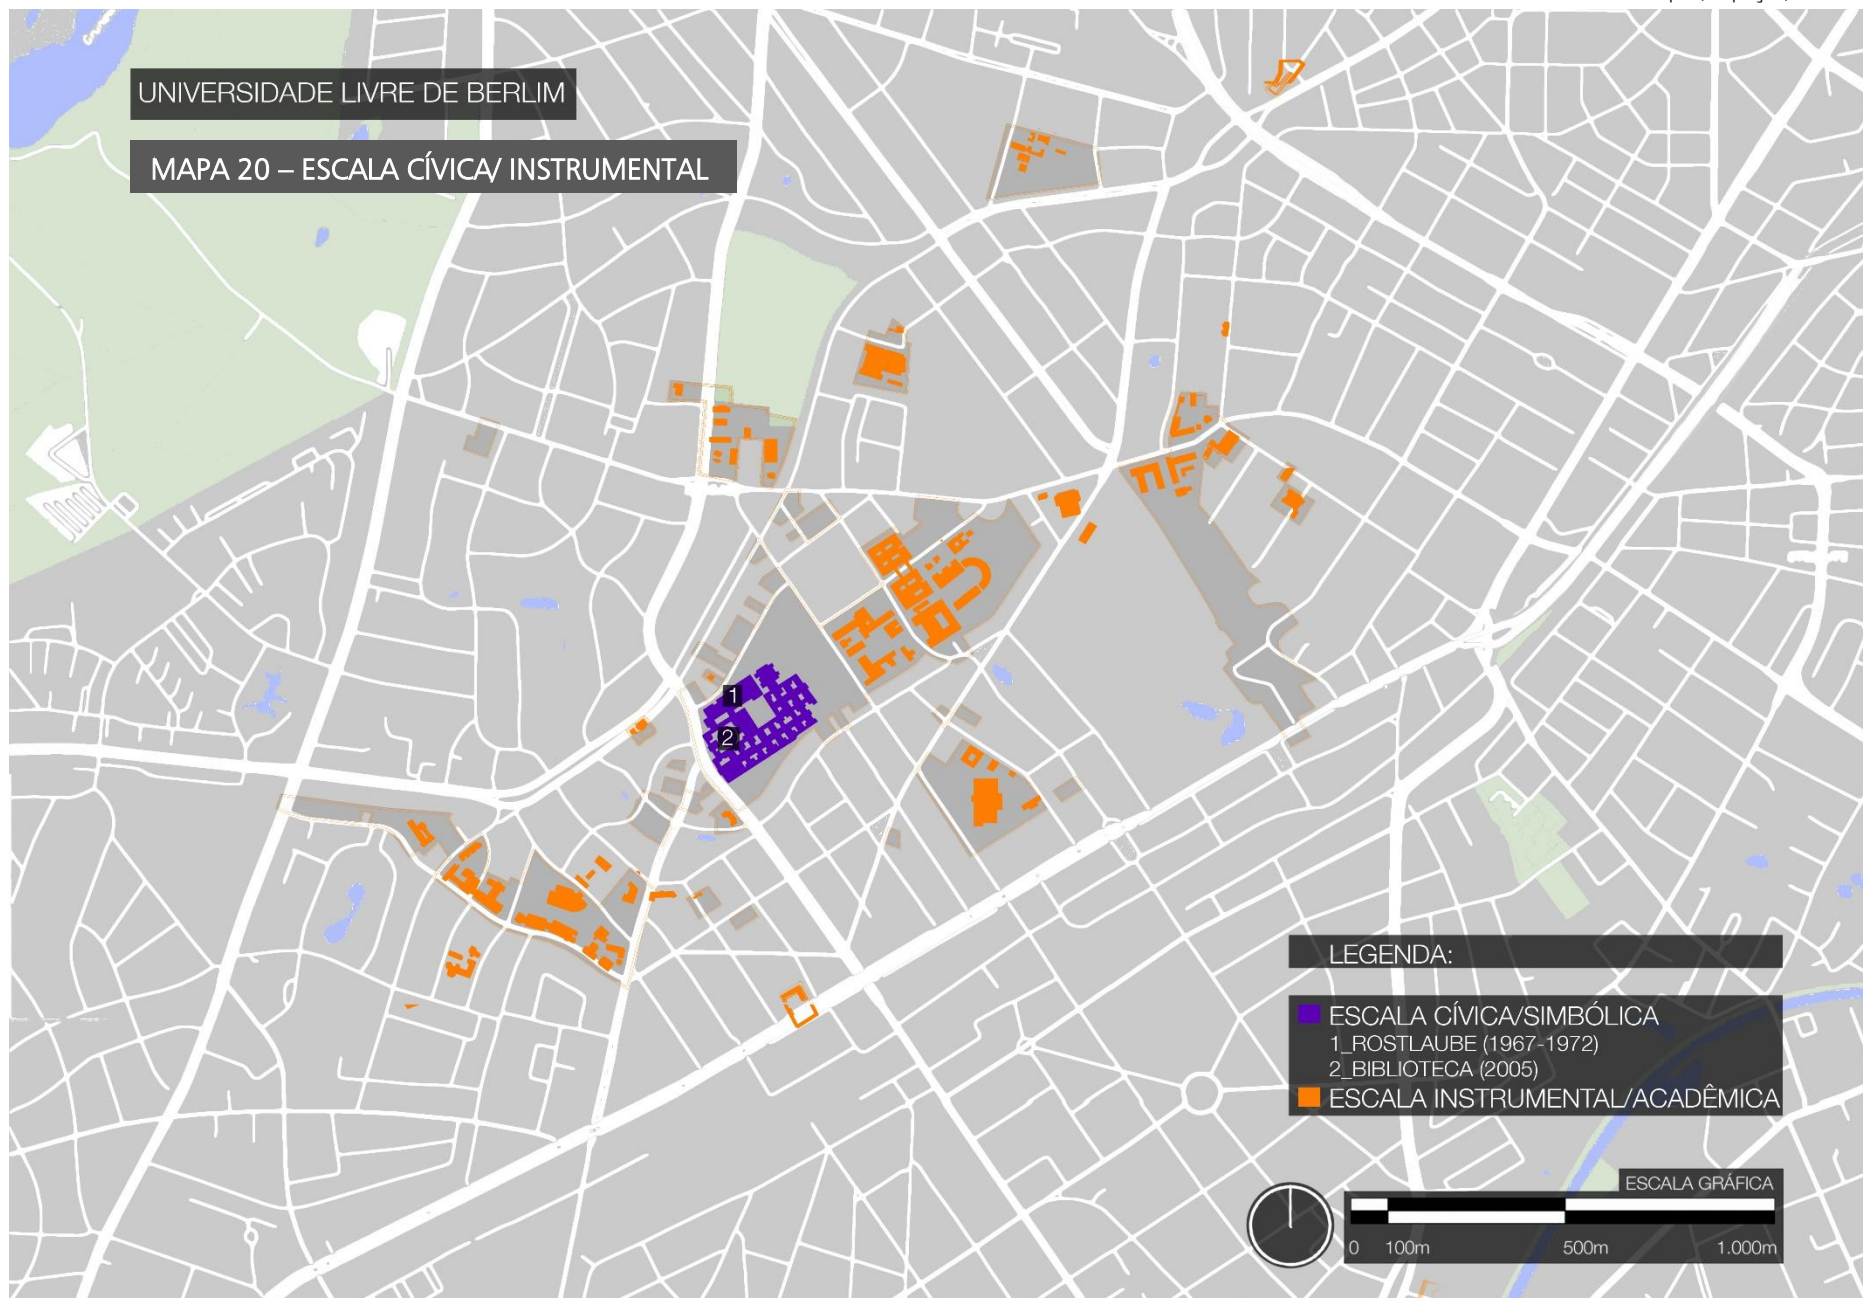 UNIVERSIDADE LIVRE DE BERLIM
MAPA 20 – ESCALA CÍVICA/ INSTRUMENTAL
1
2
LEGENDA:
ESCALA CÍVICA/SIMBÓLICA
1_ROSTLAUBE (1967-1972)
2_BIBLIOTECA (2005)
ESCALA INSTRUMENTAL/ACADÊMICA
ESCALA GRÁFICA
0 100m 500m 1.000m